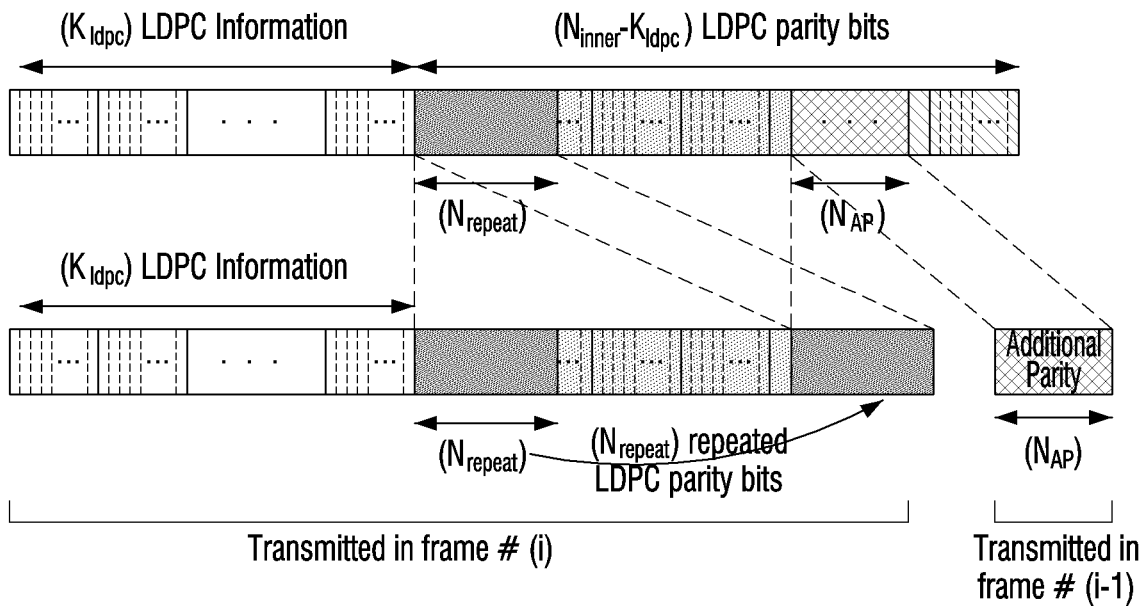 (K_ldpc) LDPC Information
(N_inner-K_ldpc) LDPC parity bits
... ... . . . ... ... ... ... . . . ...
(N_repeat)
(N_AP)
(K_ldpc) LDPC Information
... ... . . . ... ... ... ...
Additional
Parity
(N_repeat)
(N_repeat) repeated
LDPC parity bits
(N_AP)
Transmitted in frame # (i)
Transmitted in
frame # (i-1)